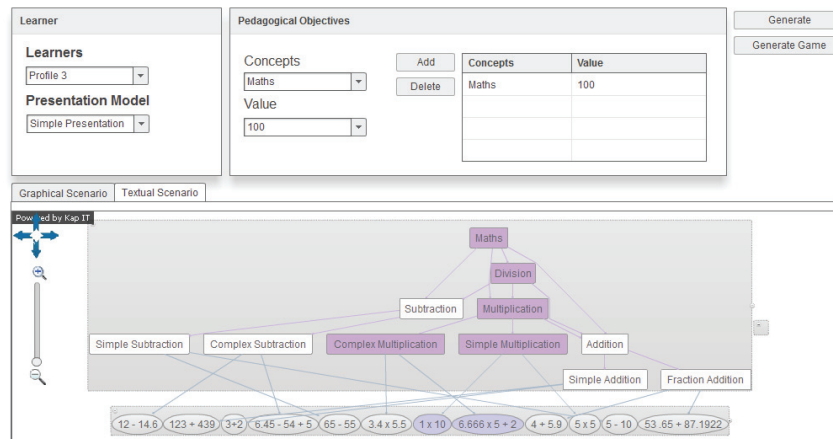 Learner
Learners
Profile 3
Presentation Model
Simple Presentation
Pedagogical Objectives
Concepts
Maths
Value
100
Add
Delete
Concepts Value
Maths 100
Generate
Generate Game
Graphical Scenario Textual Scenario
Powered by Kap IT
Maths
Division
Subtraction Multiplication
Simple Subtraction Complex Subtraction Complex Multiplication Simple Multiplication Addition
Simple Addition Fraction Addition
12 - 14.6 123 + 439 3+2 6.45 - 54 + 5 65 - 55 3.4 x 5.5 1 x 10 6.666 x 5 + 2 4 + 5.9 5 x 5 5 - 10 53 .65 + 87.1922